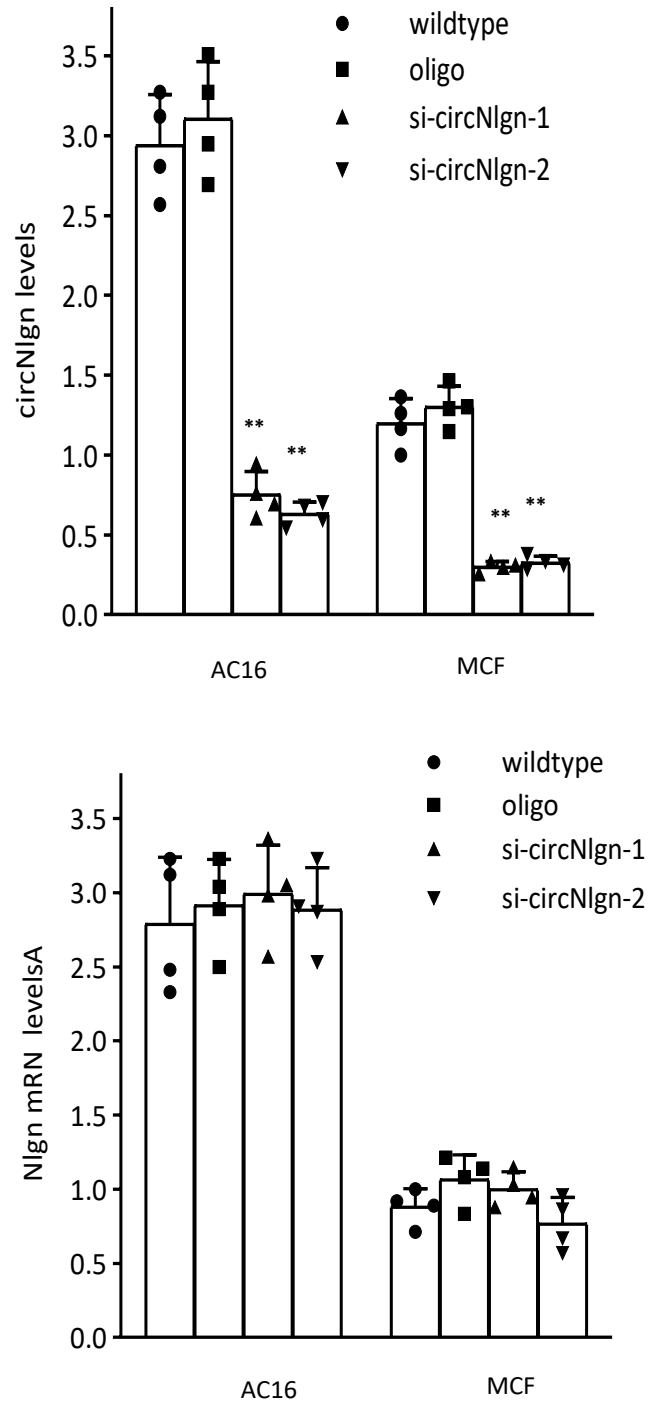 wildtype
oligo
si-circNlgn-1
si-circNlgn-2
circNlgn levels
3.5
3.0
2.5
2.0
1.5
1.0
0.5
0.0
**
**
**
**
AC16
MCF
wildtype
oligo
si-circNlgn-1
si-circNlgn-2
Nlgn mRN levelsA
3.5
3.0
2.5
2.0
1.5
1.0
0.5
0.0
AC16
MCF